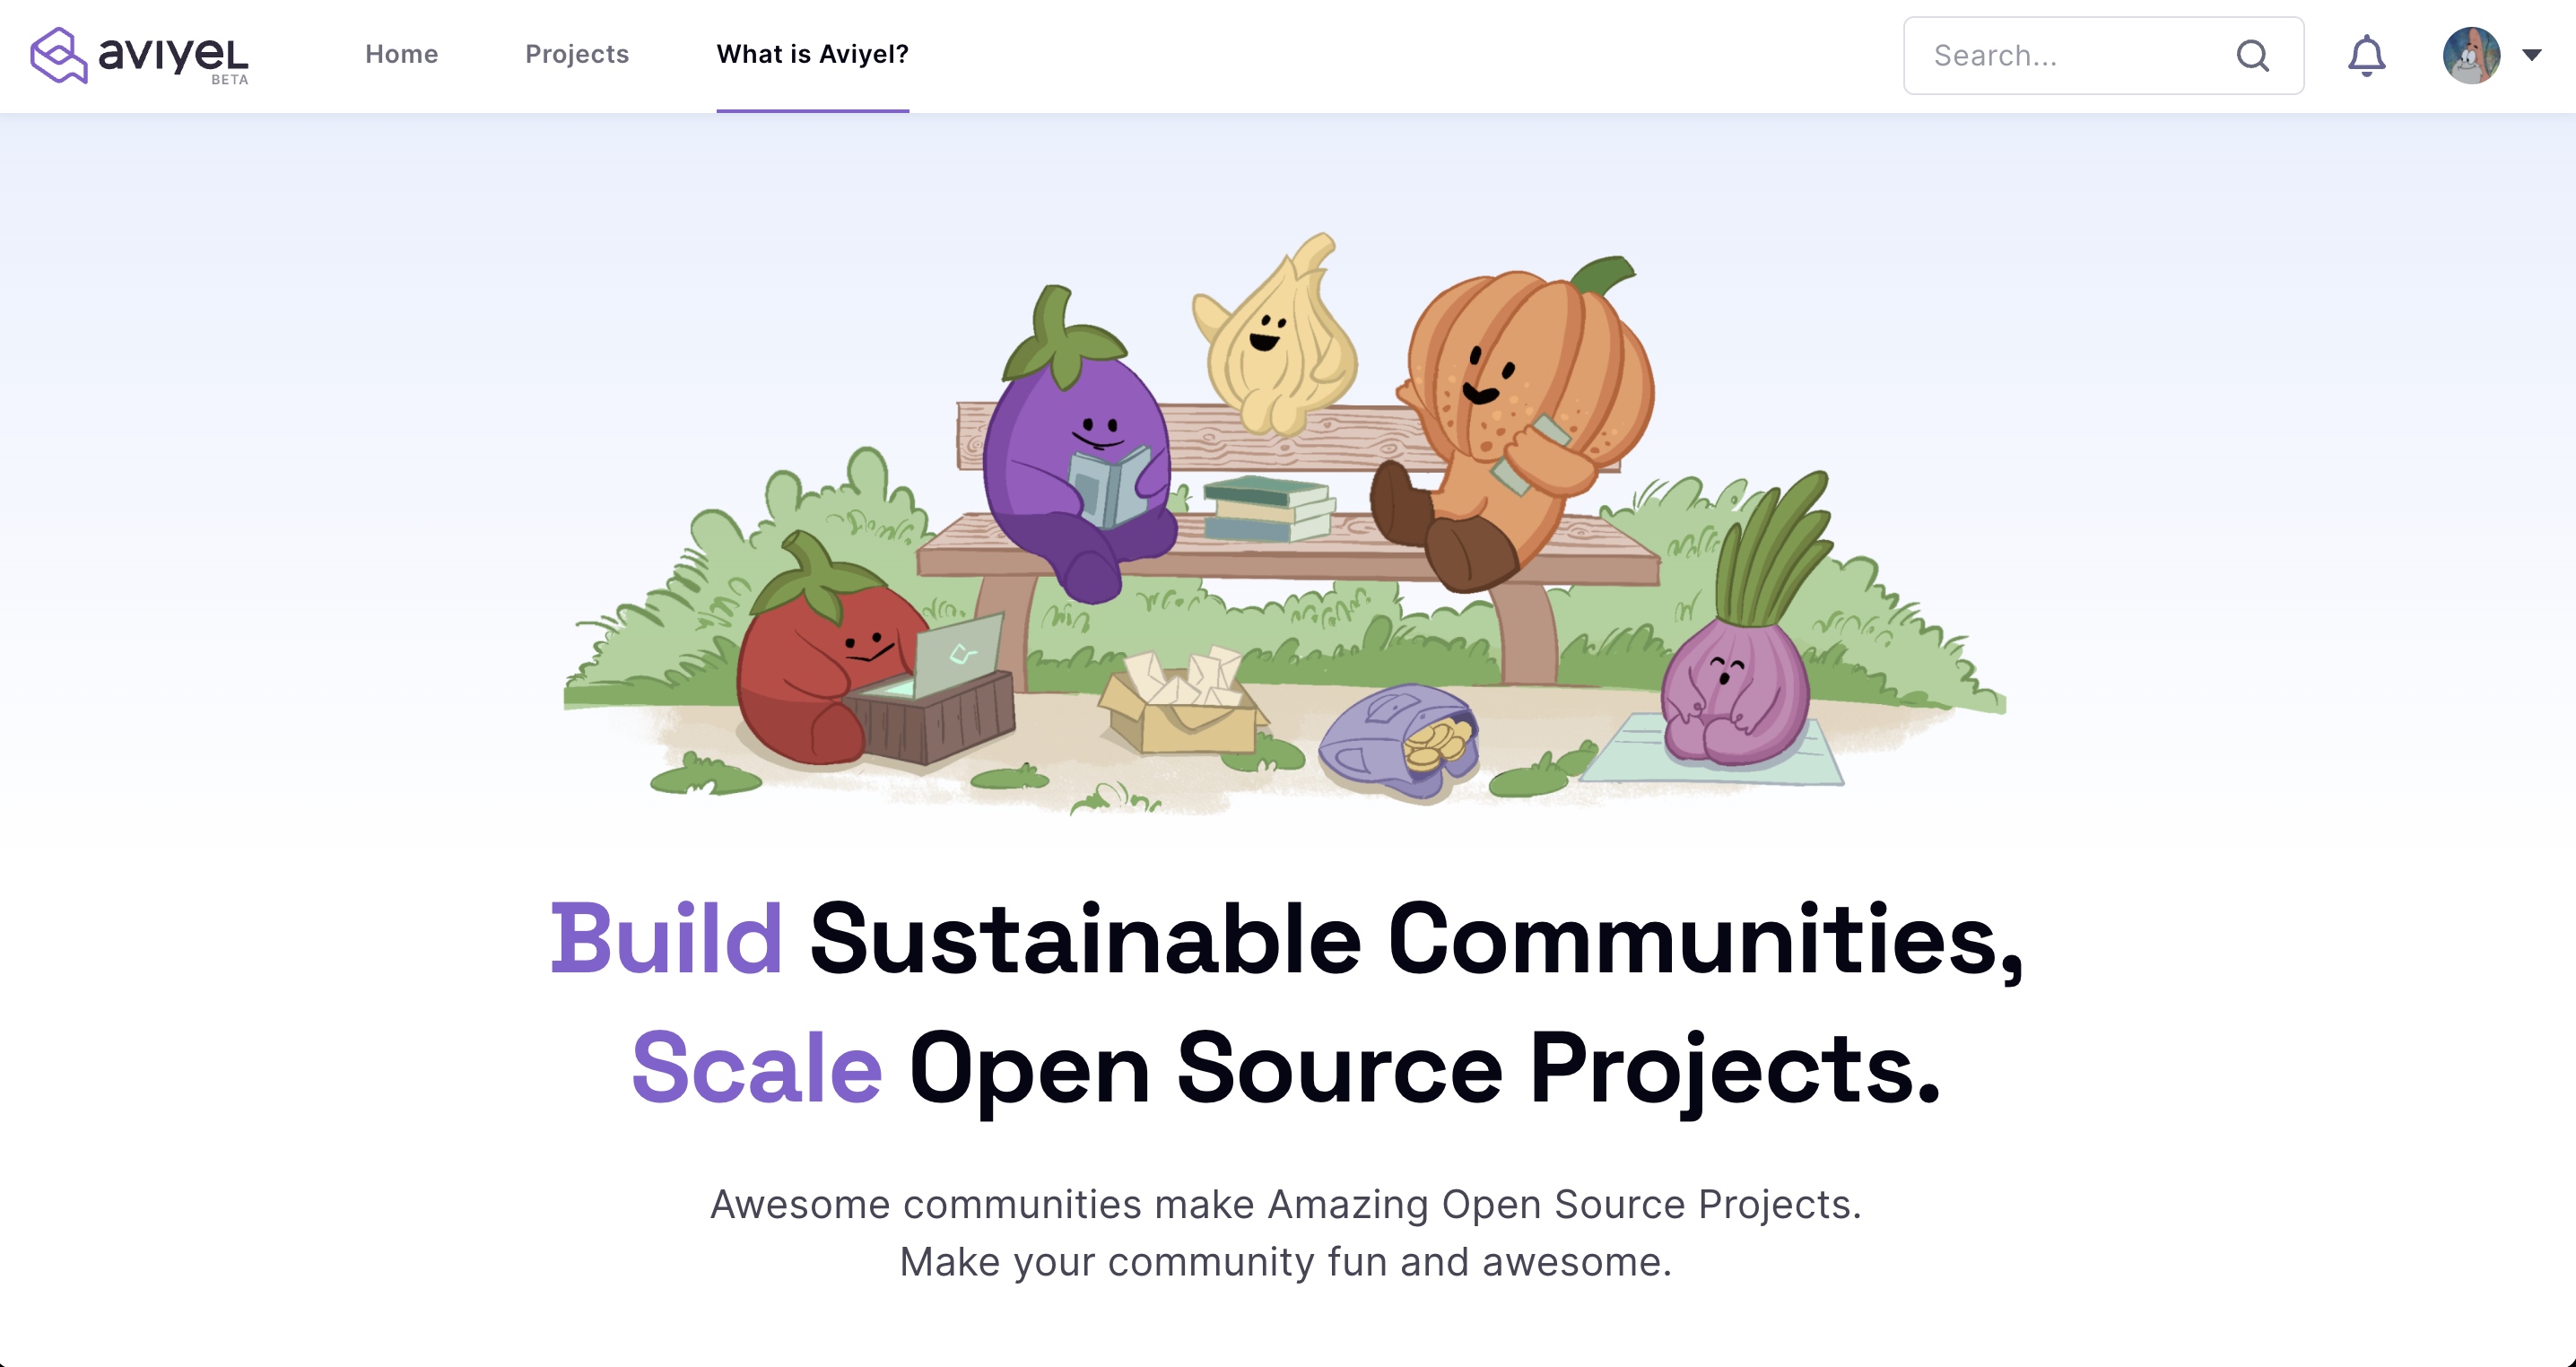 aviyel
BETA
Home
Projects
What is Aviyel?
Search...
Build Sustainable Communities,
Scale Open Source Projects.
Awesome communities make Amazing Open Source Projects.
Make your community fun and awesome.